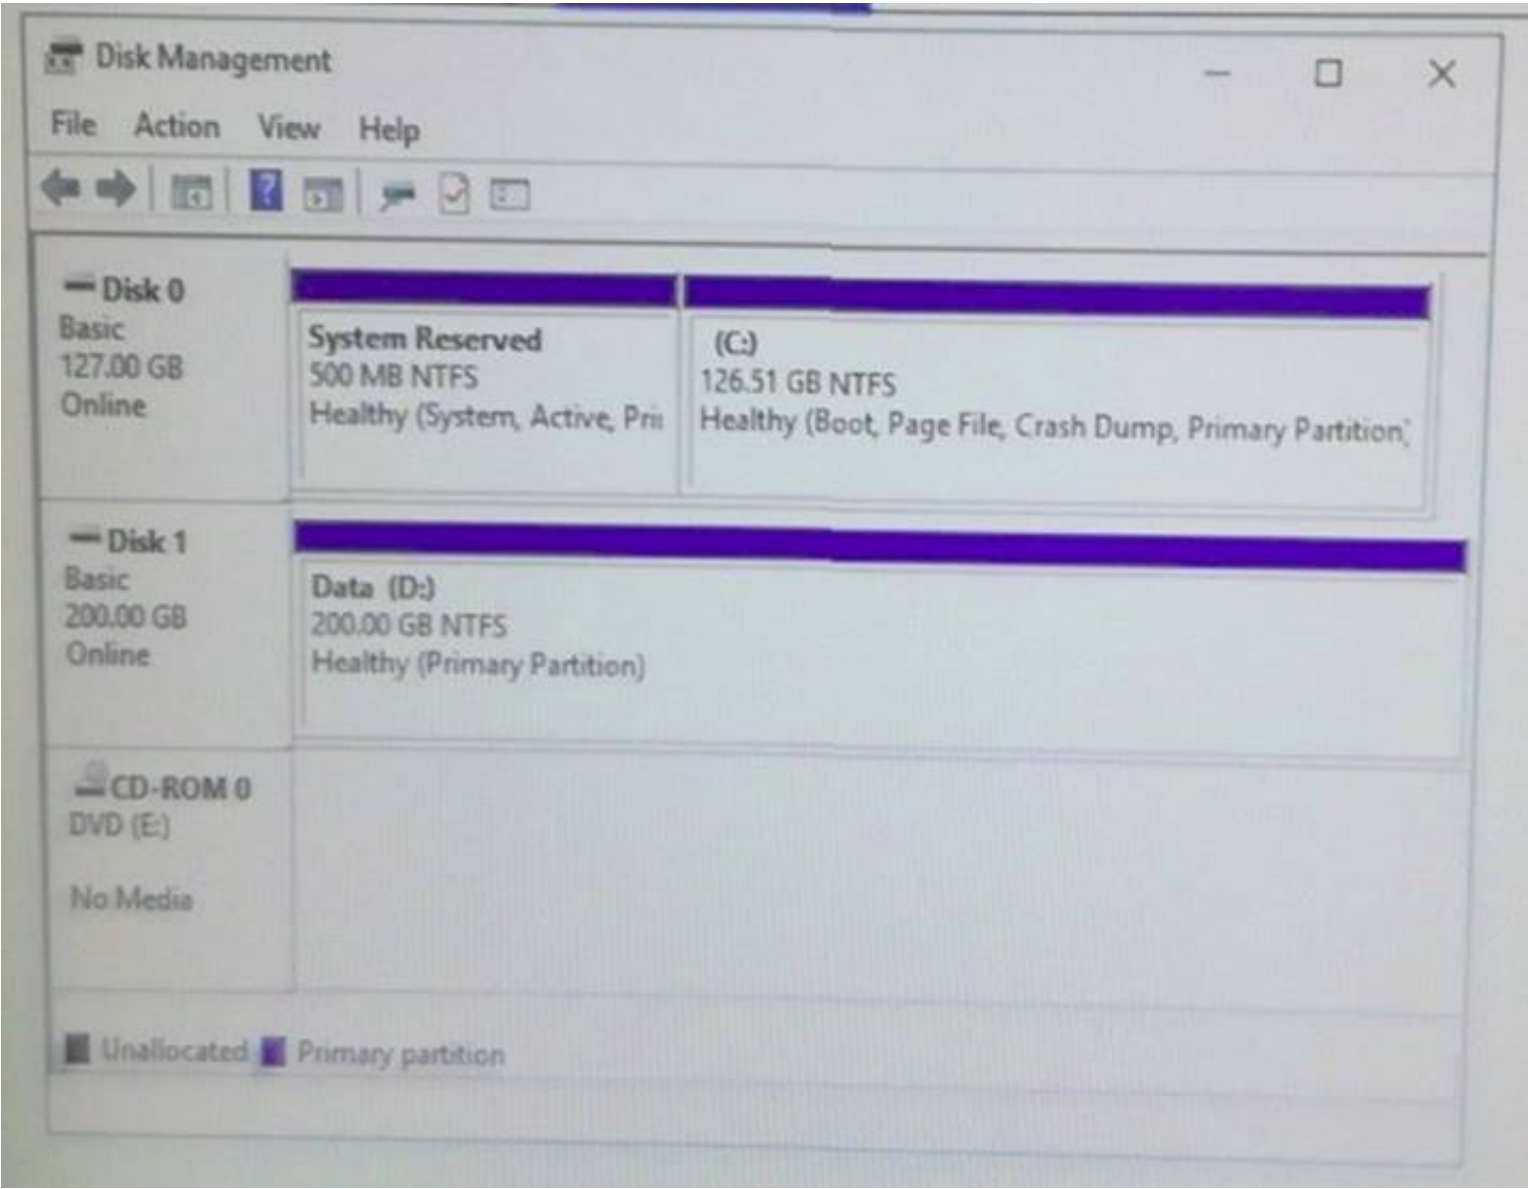 Disk Management
File Action View Help
Disk 0
Basic
127.00 GB
Online
System Reserved
500 MB NTFS
Healthy (System, Active, Pri
(C:)
126.51 GB NTFS
Healthy (Boot, Page File, Crash Dump, Primary Partition)
Disk 1
Basic
200.00 GB
Online
Data (D:)
200.00 GB NTFS
Healthy (Primary Partition)
CD-ROM 0
DVD (E:)
No Media
Unallocated Primary partition